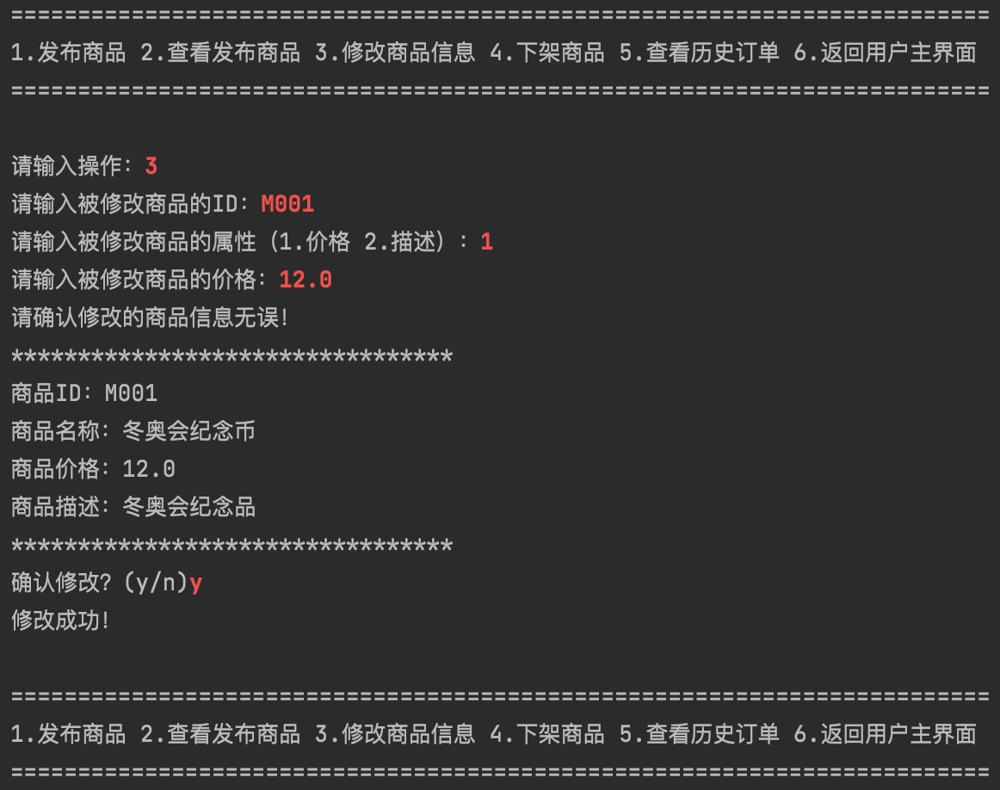 =========================================================================
1.发布商品 2.查看发布商品 3.修改商品信息 4.下架商品 5.查看历史订单 6.返回用户主界面
=========================================================================
请输入操作：3
请输入被修改商品的ID：M001
请输入被修改商品的属性（1.价格 2.描述）：1
请输入被修改商品的价格：12.0
请确认修改的商品信息无误！
*********************************
商品ID：M001
商品名称：冬奥会纪念币
商品价格：12.0
商品描述：冬奥会纪念品
*********************************
确认修改？(y/n)y
修改成功！
=========================================================================
1.发布商品 2.查看发布商品 3.修改商品信息 4.下架商品 5.查看历史订单 6.返回用户主界面
=========================================================================